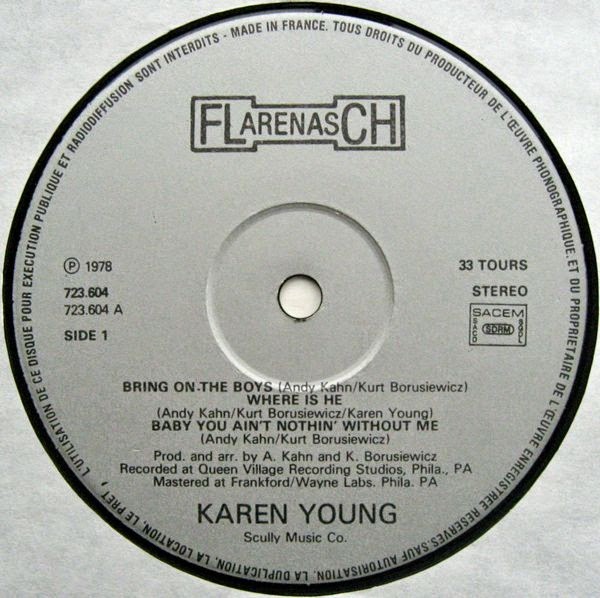 L'UTILISATION DE CE DISQUE POUR EXECUTION PUBLIQUE ET RADIODIFFUSION SONT INTERDITS - MADE IN FRANCE. TOUS DROITS DU PRODUCTEUR DE L'ŒUVRE PHONOGRAPHIQUE.ET DU PROPRIETAIRE DE L'ŒUVRE ENREGISTREE RESERVES.SAUF AUTORISATION, LA DUPLICATION, LA LOCATION, LE PRET,
FLARENASCH
℗ 1978
33 TOURS
723.604
STEREO
723.604 A
SACEM
SACD SDRM SGDL
SIDE 1
BRING ON THE BOYS (Andy Kahn/Kurt Borusiewicz)
WHERE IS HE
(Andy Kahn/Kurt Borusiewicz/Karen Young)
BABY YOU AIN'T NOTHIN' WITHOUT ME
(Andy Kahn/Kurt Borusiewicz)
Prod. and arr. by A. Kahn and K. Borusiewicz
Recorded at Queen Village Recording Studios, Phila., PA
Mastered at Frankford/Wayne Labs. Phila. PA
KAREN YOUNG
Scully Music Co.